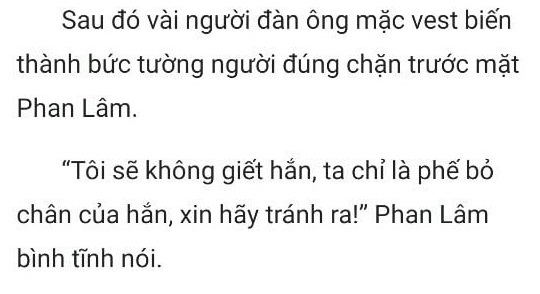 Sau đó vài người đàn ông mặc vest biến
thành bức tường người đúng chặn trước mặt
Phan Lâm.
“Tôi sẽ không giết hắn, ta chỉ là phế bỏ
chân của hắn, xin hãy tránh ra!” Phan Lâm
bình tĩnh nói.